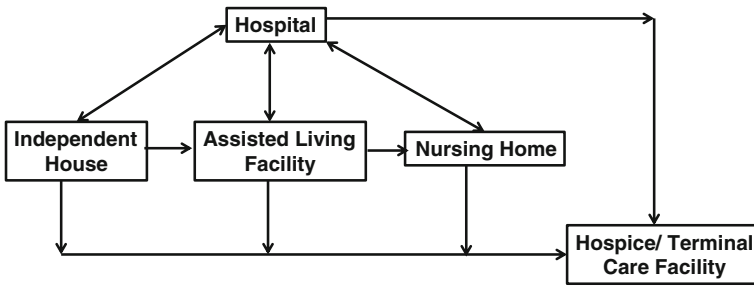 Hospital
Independent
House
Assisted Living
Facility
Nursing Home
Hospice/ Terminal
Care Facility